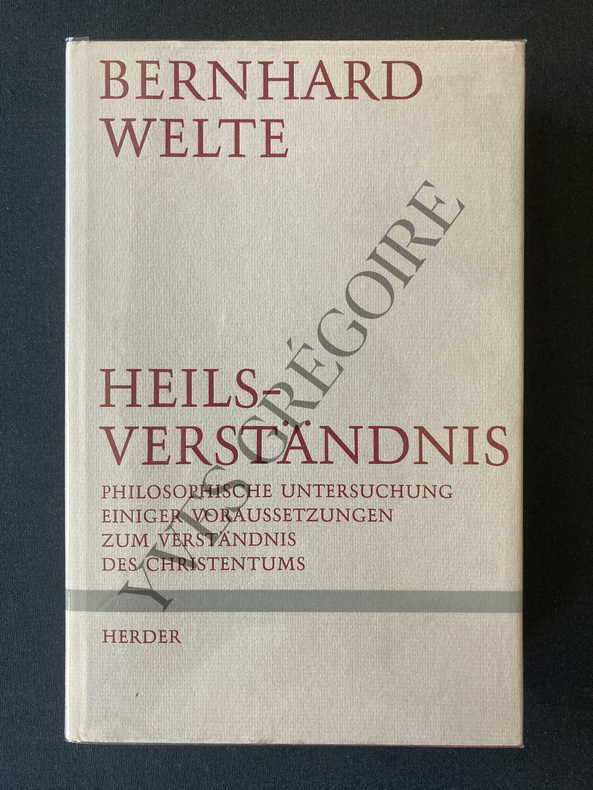 BERNHARD
WELTE
HEILS-
VERSTÄNDNIS
PHILOSOPHISCHE UNTERSUCHUNG
EINIGER VORAUSSETZUNGEN
ZUM VERSTÄNDNIS
DES CHRISTENTUMS
HERDER
YVES GRÉGOIRE